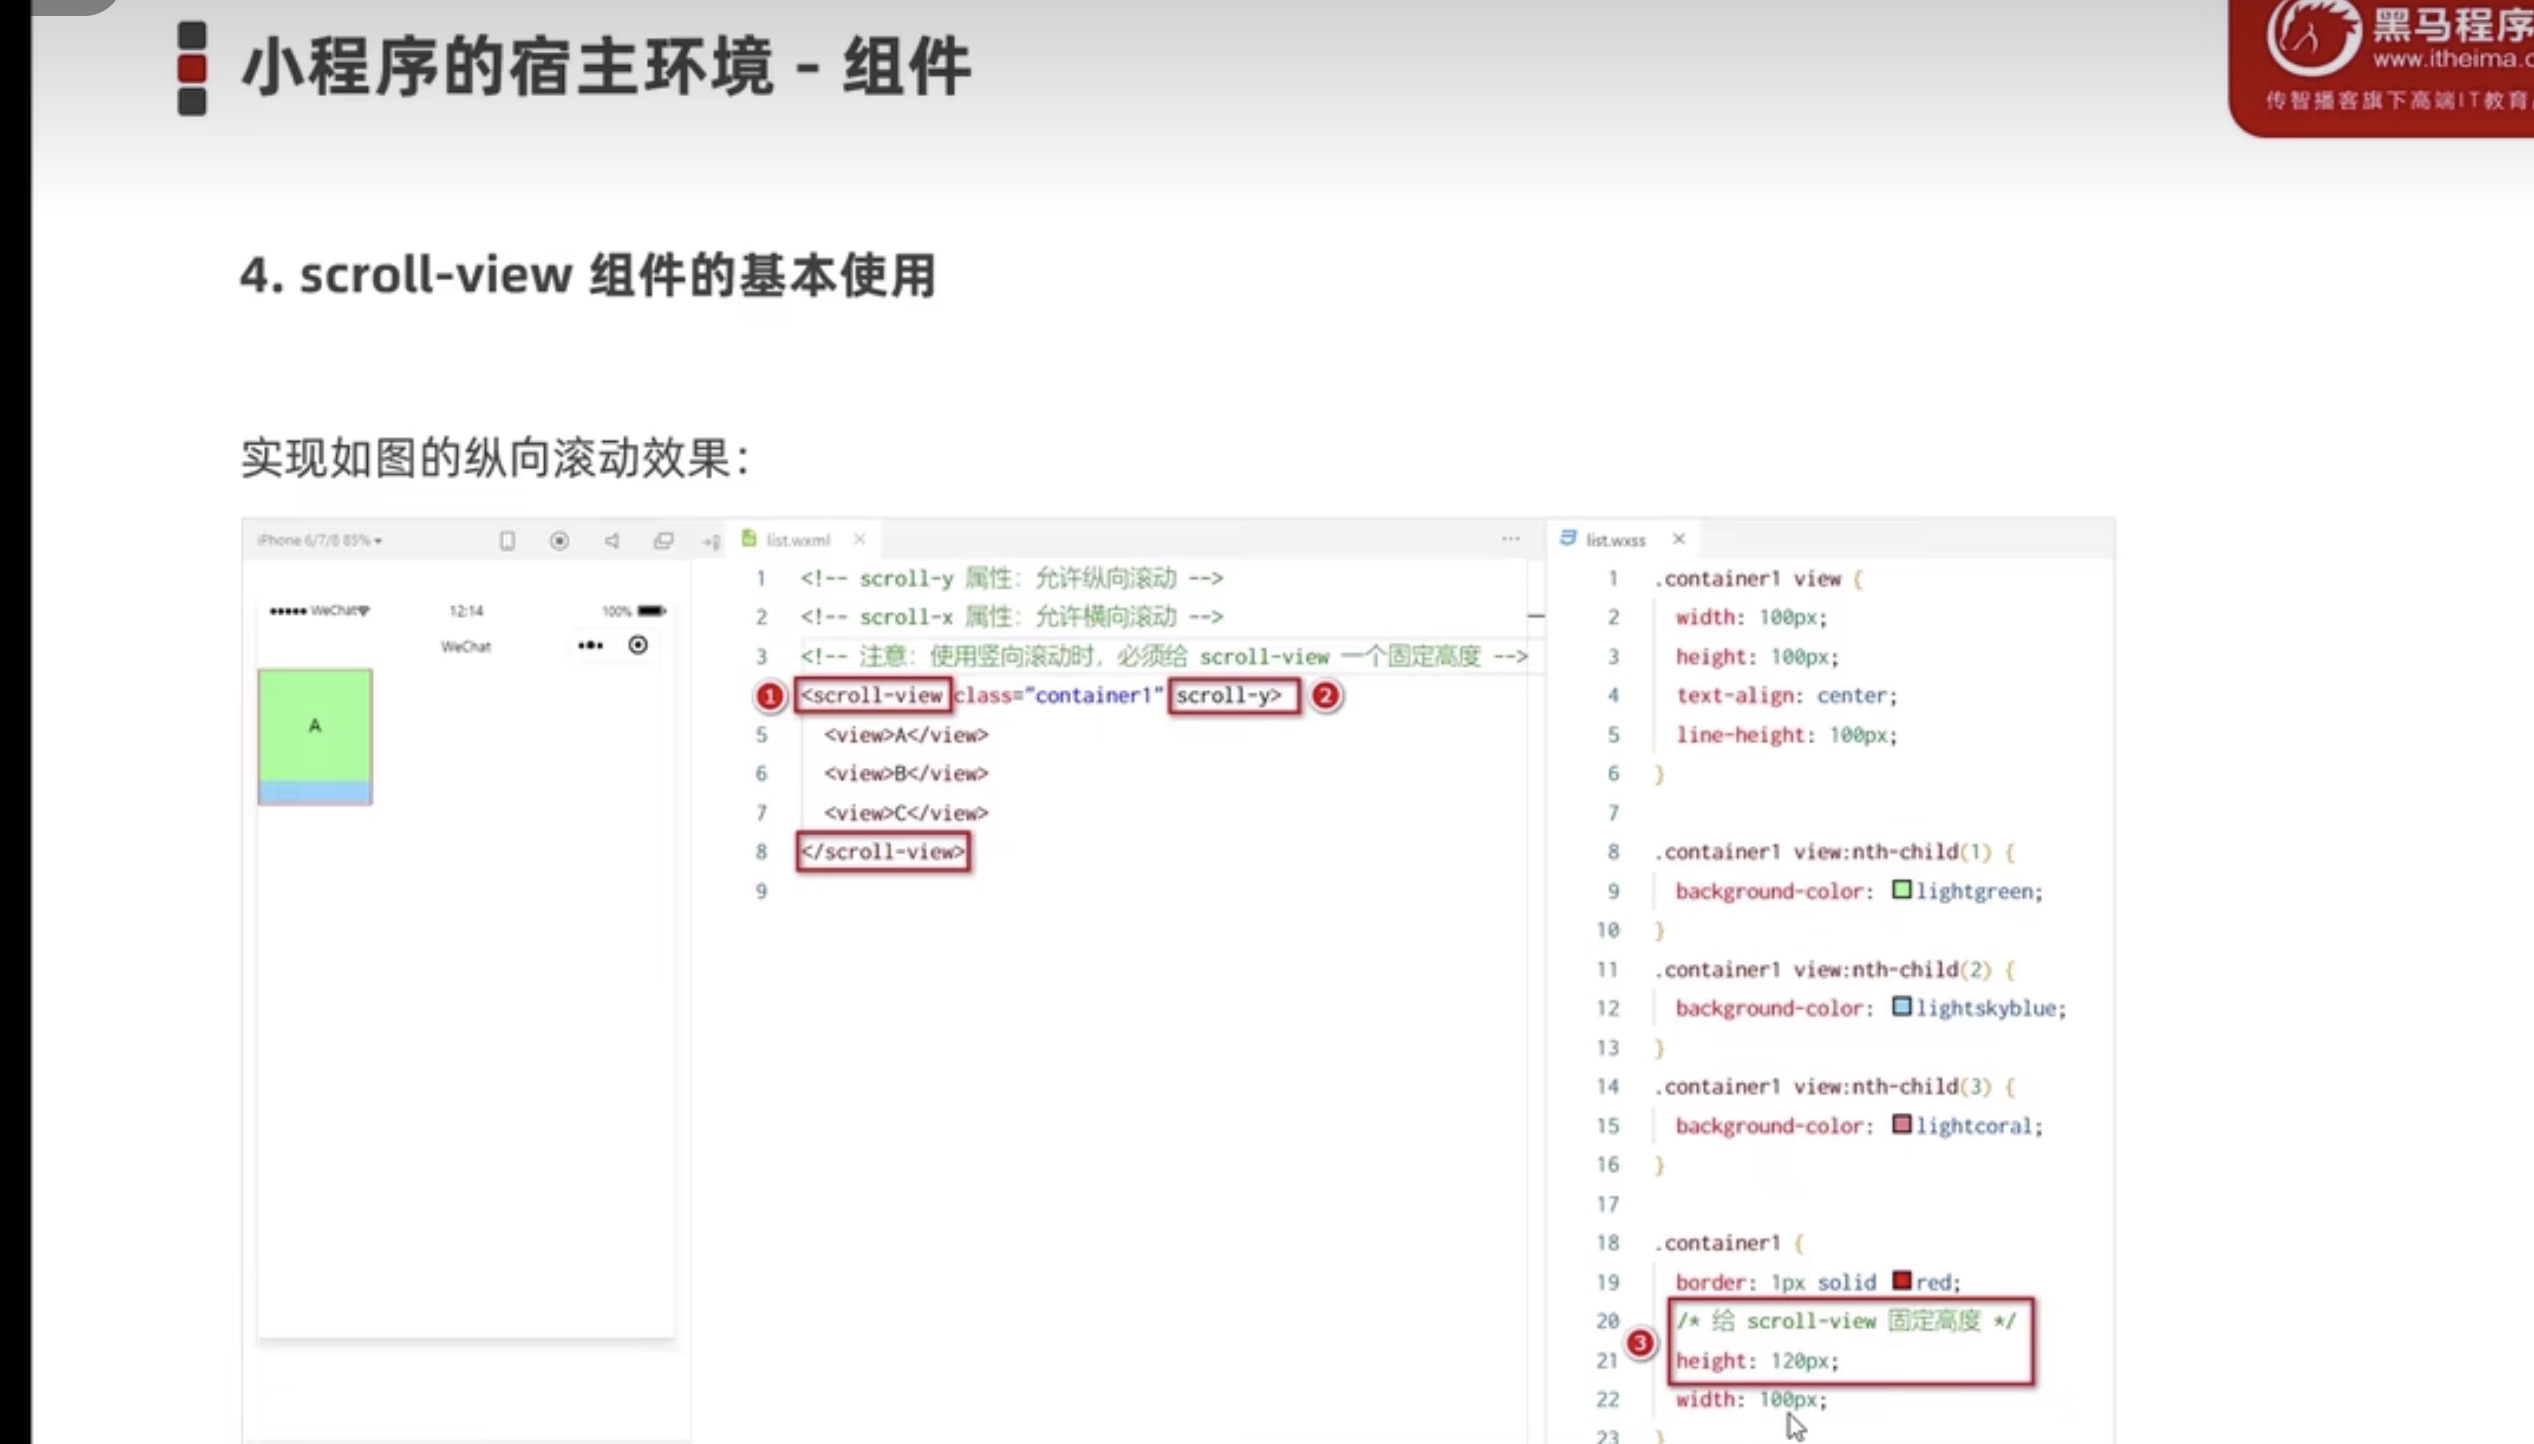 小程序的宿主环境 - 组件
黑马程序
www.itheima.c
传智播客旗下高端IT教育
4. scroll-view 组件的基本使用
实现如图的纵向滚动效果：
iPhone 6/7/8 85%
WeChat
12:14
100%
WeChat
A
list.wxml
1 <!-- scroll-y 属性：允许纵向滚动 -->
2 <!-- scroll-x 属性：允许横向滚动 -->
3 <!-- 注意：使用竖向滚动时，必须给 scroll-view 一个固定高度 -->
1 <scroll-view class="container1" scroll-y> 2
5 <view>A</view>
6 <view>B</view>
7 <view>C</view>
8 </scroll-view>
9
list.wxss
1 .container1 view {
2 width: 100px;
3 height: 100px;
4 text-align: center;
5 line-height: 100px;
6 }
7
8 .container1 view:nth-child(1) {
9 background-color: lightgreen;
10 }
11 .container1 view:nth-child(2) {
12 background-color: lightskyblue;
13 }
14 .container1 view:nth-child(3) {
15 background-color: lightcoral;
16 }
17
18 .container1 {
19 border: 1px solid red;
20 /* 给 scroll-view 固定高度 */
3
21 height: 120px;
22 width: 100px;
23 }